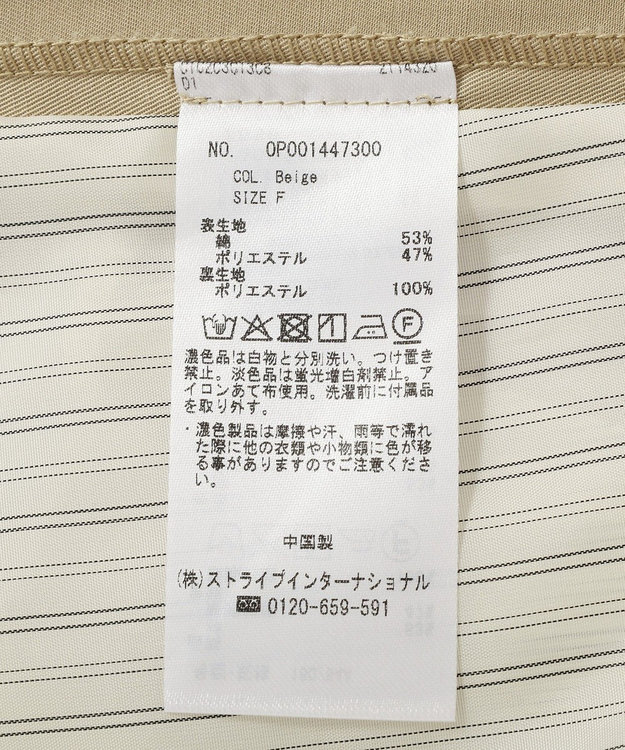 D1
NO. OP001447300
COL. Beige
SIZE F
表生地
綿 53%
ポリエステル 47%
裏生地
ポリエステル 100%
濃色品は白物と分別洗い。つけ置き
禁止。淡色品は蛍光増白剤禁止。ア
イロンあて布使用。洗濯前に付属品
を取り外す。
・濃色製品は摩擦や汗、雨等で濡れ
た際に他の衣類や小物類に色が移
る事がありますのでご注意くださ
い。
中国製
(株)ストライプインターナショナル
0120-659-591